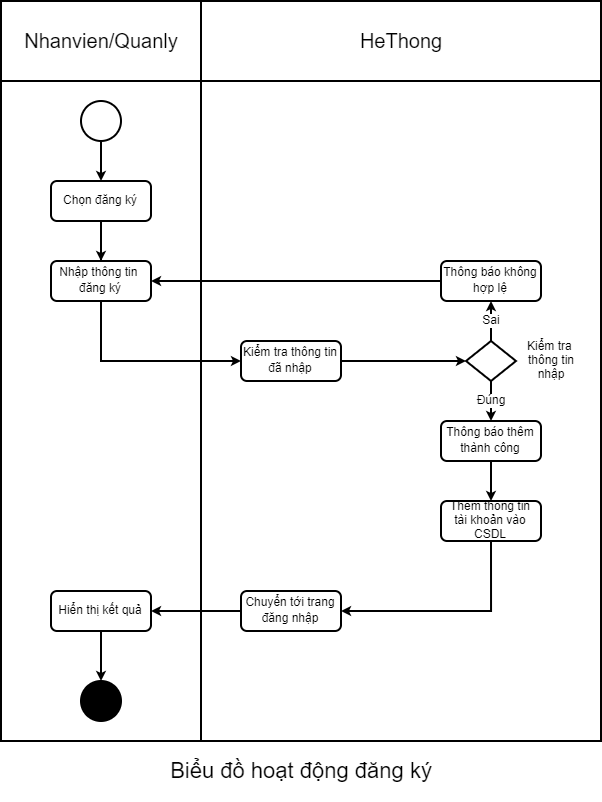 Nhanvien/Quanly
HeThong
Chọn đăng ký
Nhập thông tin
đăng ký
Thông báo không
hợp lệ
Sai
Kiểm tra thông tin
đã nhập
Kiểm tra
thông tin
nhập
Đúng
Thông báo thêm
thành công
Thêm thông tin
tài khoản vào
CSDL
Chuyển tới trang
đăng nhập
Hiển thị kết quả
Biểu đồ hoạt động đăng ký